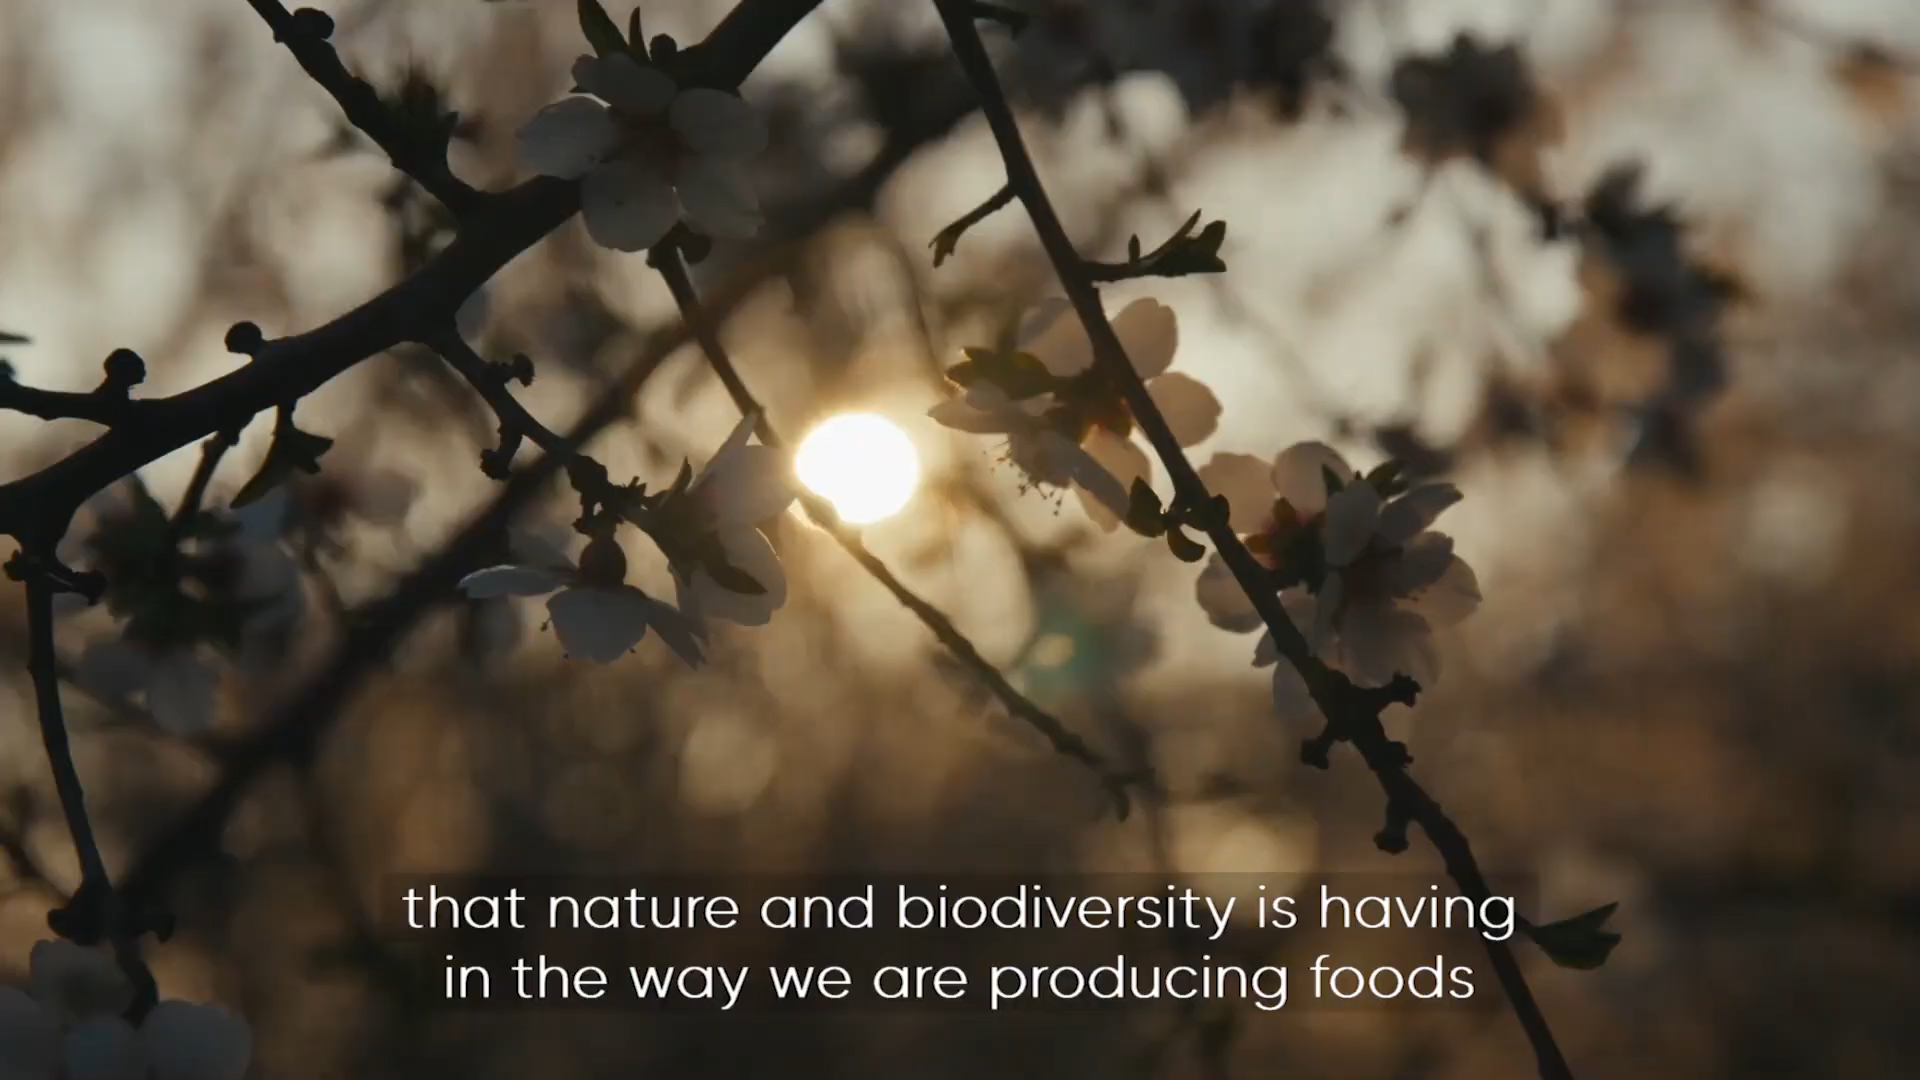 that nature and biodiversity is having
in the way we are producing foods